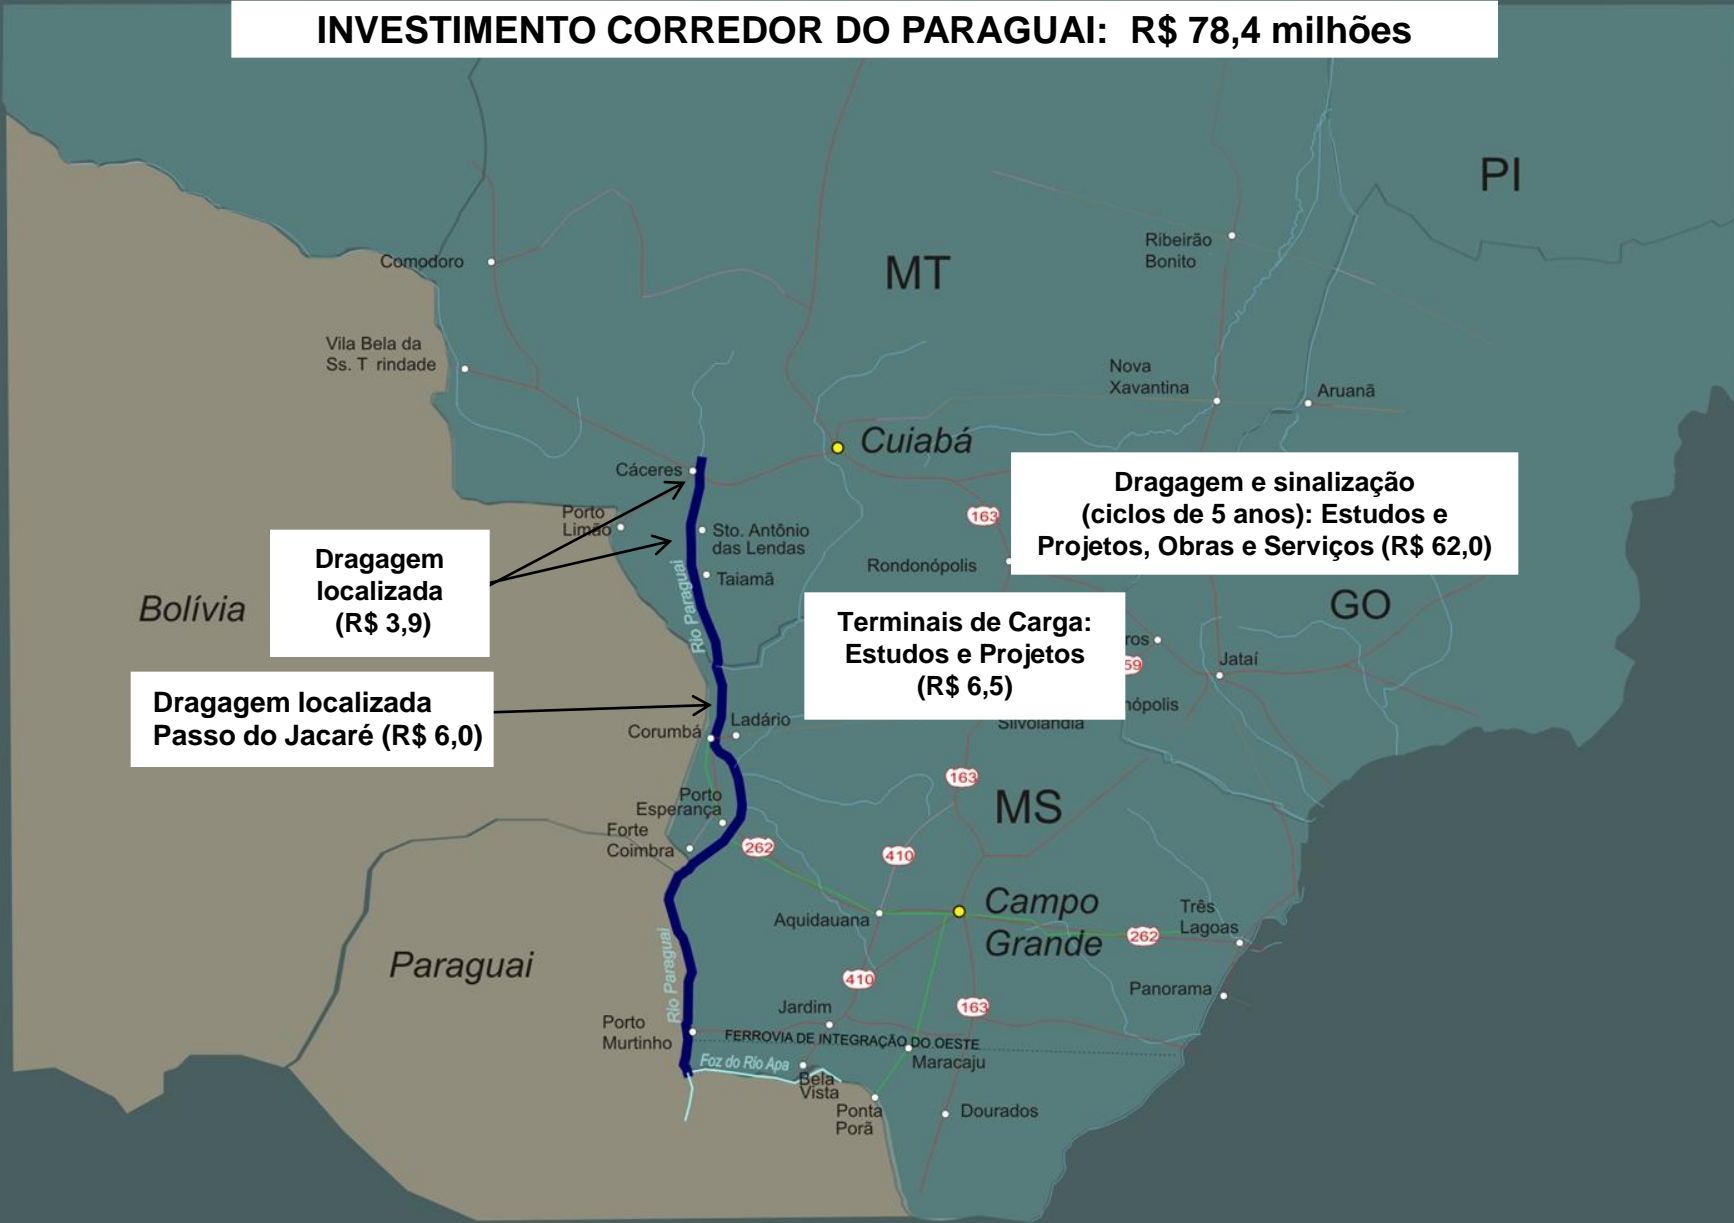 INVESTIMENTO CORREDOR DO PARAGUAI: R$ 78,4 milhões
PI
Ribeirão
Bonito
Comodoro
MT
Vila Bela da
Ss. T rindade
Nova
Xavantina
Aruanã
Cuiabá
Cáceres
Dragagem e sinalização
(ciclos de 5 anos): Estudos e
Projetos, Obras e Serviços (R$ 62,0)
163
Porto
Limão
Sto. Antônio
das Lendas
Dragagem
localizada
(R$ 3,9)
Rondonópolis
Taiamã
Rio Paraguai
Bolívia
GO
Terminais de Carga:
Estudos e Projetos
(R$ 6,5)
ros
59
Jataí
Dragagem localizada
Passo do Jacaré (R$ 6,0)
nópolis
Silvolândia
Ladário
Corumbá
163
Porto
Esperança
MS
Forte
Coimbra
262
410
Campo
Grande
Aquidauana
Três
Lagoas
262
Paraguai
Rio Paraguai
410
Panorama
163
Jardim
Porto
Murtinho
FERROVIA DE INTEGRAÇÃO DO OESTE
Maracaju
Foz do Rio Apa
Bela
Vista
Ponta
Porã
Dourados